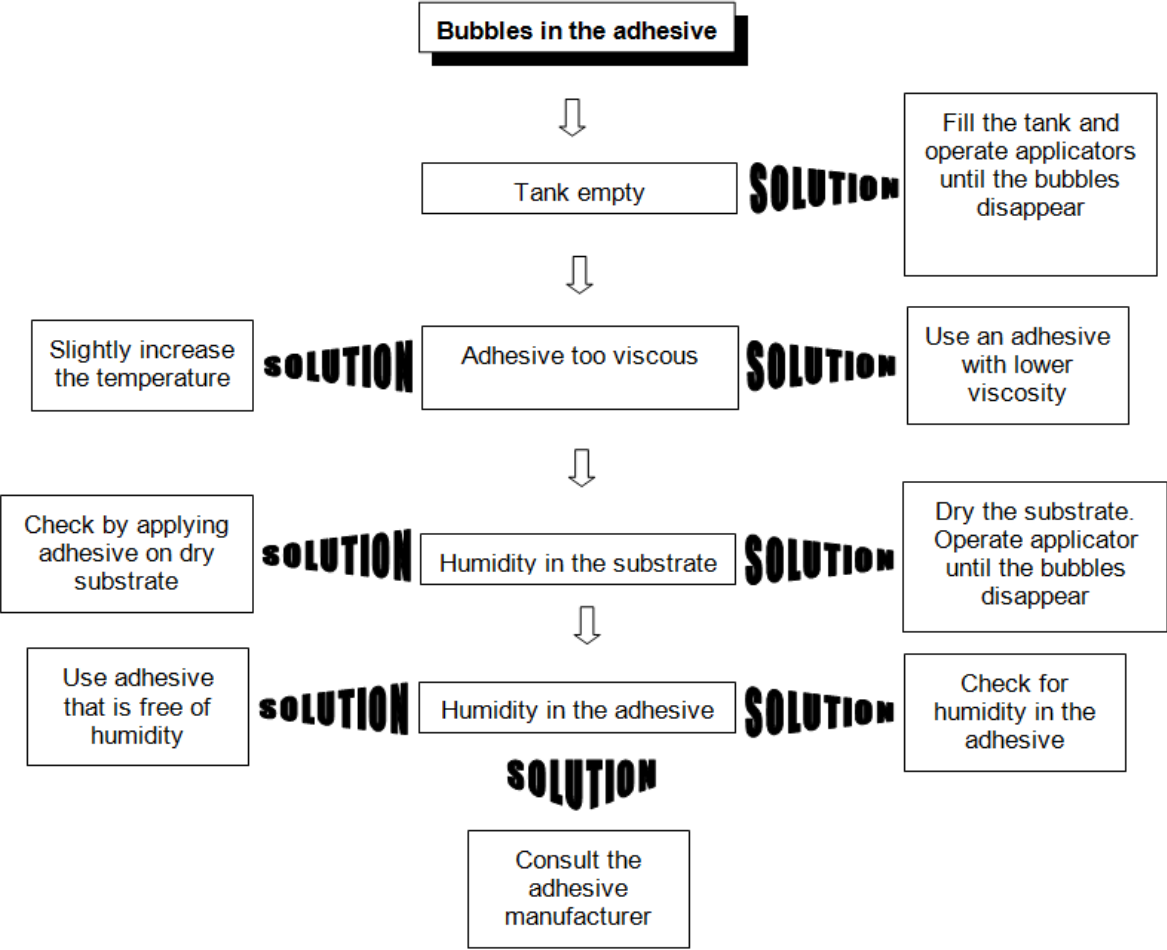 Bubbles in the adhesive
Tank empty
SOLUTION
Fill the tank and
operate applicators
until the bubbles
disappear
Slightly increase
the temperature
SOLUTION
Adhesive too viscous
SOLUTION
Use an adhesive
with lower
viscosity
Check by applying
adhesive on dry
substrate
SOLUTION
Humidity in the substrate
SOLUTION
Dry the substrate.
Operate applicator
until the bubbles
disappear
Use adhesive
that is free of
humidity
SOLUTION
Humidity in the adhesive
SOLUTION
Check for
humidity in the
adhesive
SOLUTION
Consult the
adhesive
manufacturer